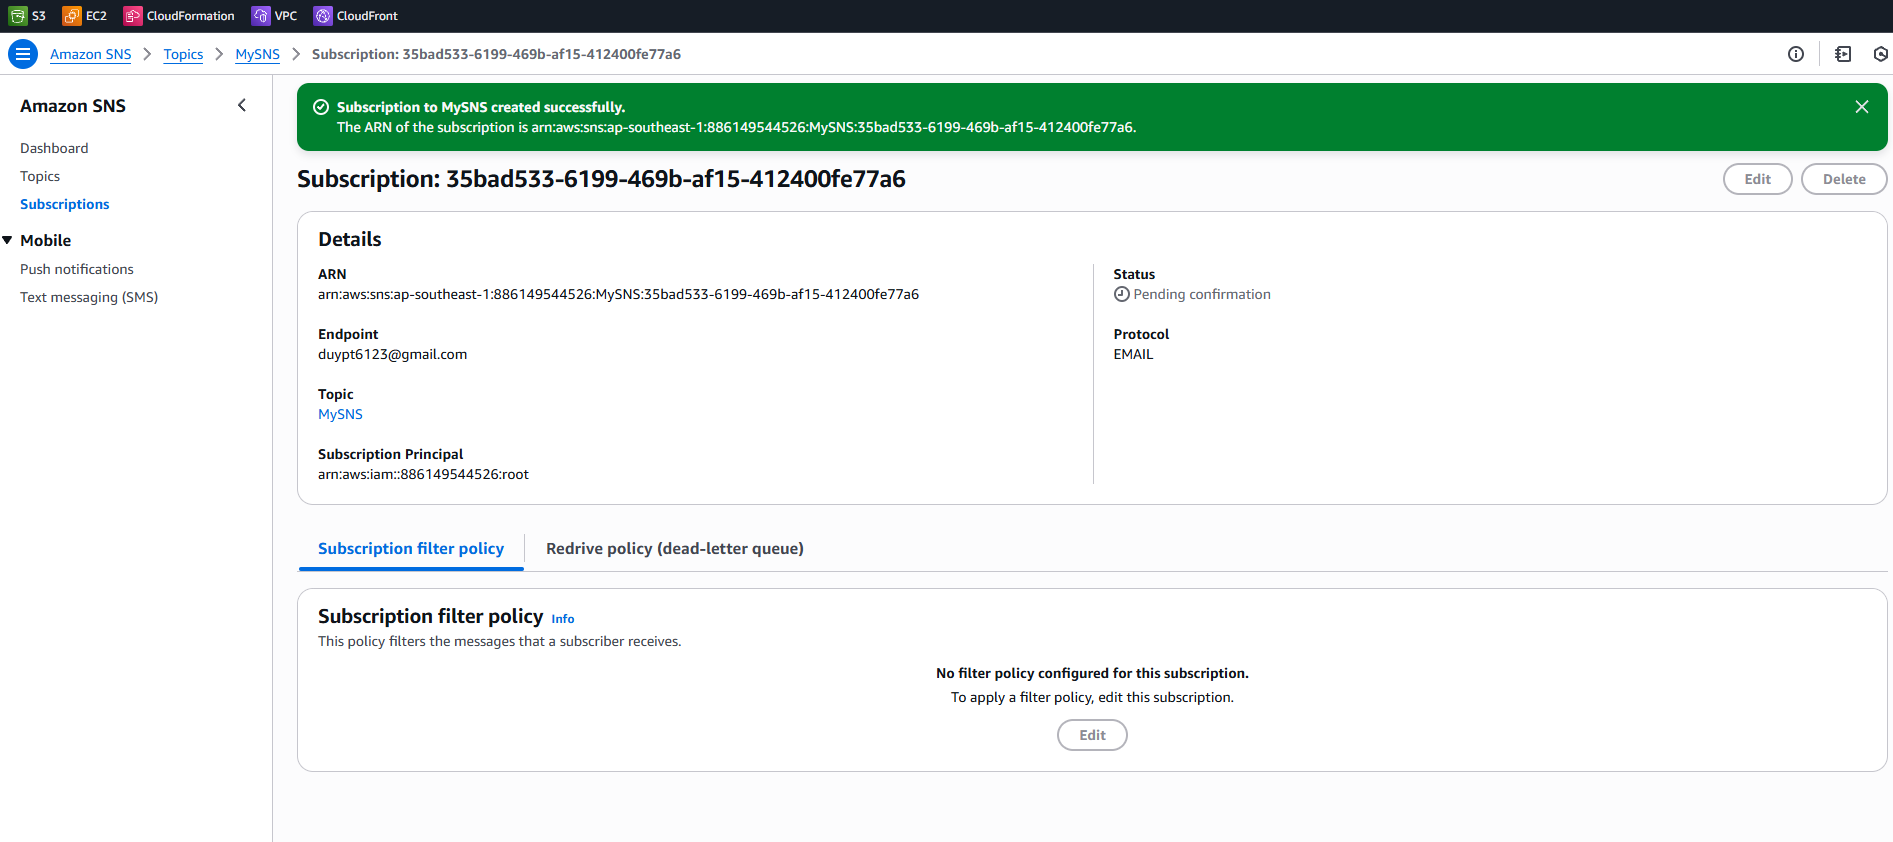 S3 EC2 CloudFormation VPC CloudFront
Amazon SNS Topics MySNS Subscription: 35bad533-6199-469b-af15-412400fe77a6
Amazon SNS
Dashboard
Topics
Subscriptions
Mobile
Push notifications
Text messaging (SMS)
Subscription to MySNS created successfully.
The ARN of the subscription is arn:aws:sns:ap-southeast-1:886149544526:MySNS:35bad533-6199-469b-af15-412400fe77a6.
Subscription: 35bad533-6199-469b-af15-412400fe77a6
Edit Delete
Details
ARN
arn:aws:sns:ap-southeast-1:886149544526:MySNS:35bad533-6199-469b-af15-412400fe77a6
Endpoint
duypt6123@gmail.com
Topic
MySNS
Subscription Principal
arn:aws:iam::886149544526:root
Status
Pending confirmation
Protocol
EMAIL
Subscription filter policy Redrive policy (dead-letter queue)
Subscription filter policy Info
This policy filters the messages that a subscriber receives.
No filter policy configured for this subscription.
To apply a filter policy, edit this subscription.
Edit